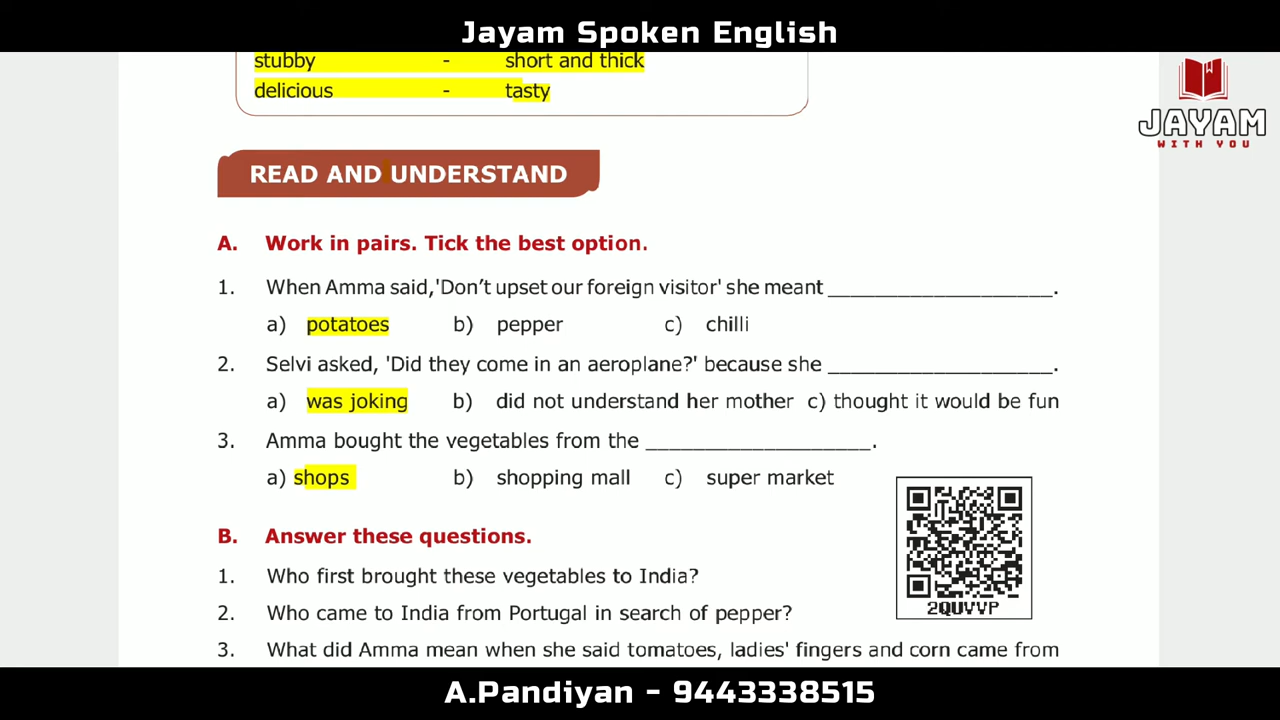 Jayam Spoken English
stubby - short and thick
delicious - tasty
JAYAM
WITH YOU
READ AND UNDERSTAND
A. Work in pairs. Tick the best option.
1. When Amma said,'Don’t upset our foreign visitor' she meant ___________________.
a) potatoes b) pepper c) chilli
2. Selvi asked, 'Did they come in an aeroplane?' because she ___________________.
a) was joking b) did not understand her mother c) thought it would be fun
3. Amma bought the vegetables from the ___________________.
a) shops b) shopping mall c) super market
B. Answer these questions.
1. Who first brought these vegetables to India?
2. Who came to India from Portugal in search of pepper?
2QUVVP
3. What did Amma mean when she said tomatoes, ladies' fingers and corn came from
A.Pandiyan - 9443338515